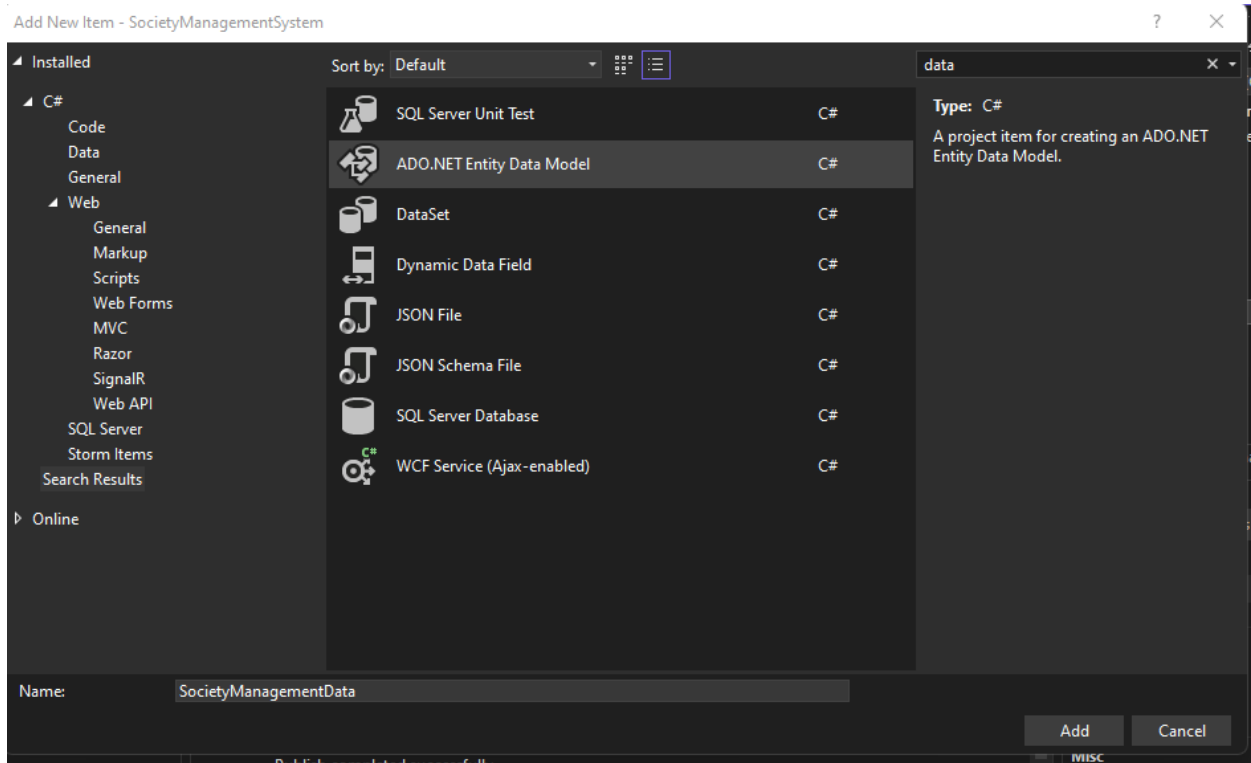 Add New Item - SocietyManagementSystem
? ×
Installed
C#
Code
Data
General
Web
General
Markup
Scripts
Web Forms
MVC
Razor
SignalR
Web API
SQL Server
Storm Items
Search Results
Online
Sort by: Default
SQL Server Unit Test C#
ADO.NET Entity Data Model C#
DataSet C#
Dynamic Data Field C#
JSON File C#
JSON Schema File C#
SQL Server Database C#
WCF Service (Ajax-enabled) C#
data
Type: C#
A project item for creating an ADO.NET
Entity Data Model.
Name: SocietyManagementData
Add Cancel
Misc